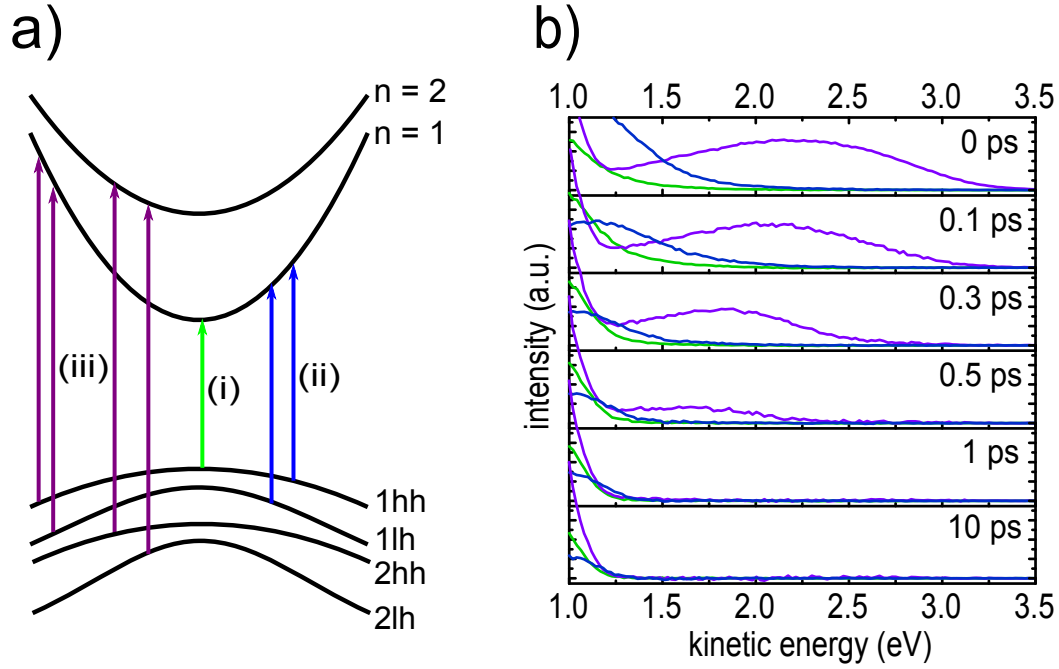 a)
n = 2
n = 1
(iii)
(i)
(ii)
1hh
1lh
2hh
2lh
b)
1.0 1.5 2.0 2.5 3.0 3.5
0 ps
0.1 ps
0.3 ps
0.5 ps
1 ps
10 ps
intensity (a.u.)
1.0 1.5 2.0 2.5 3.0 3.5
kinetic energy (eV)